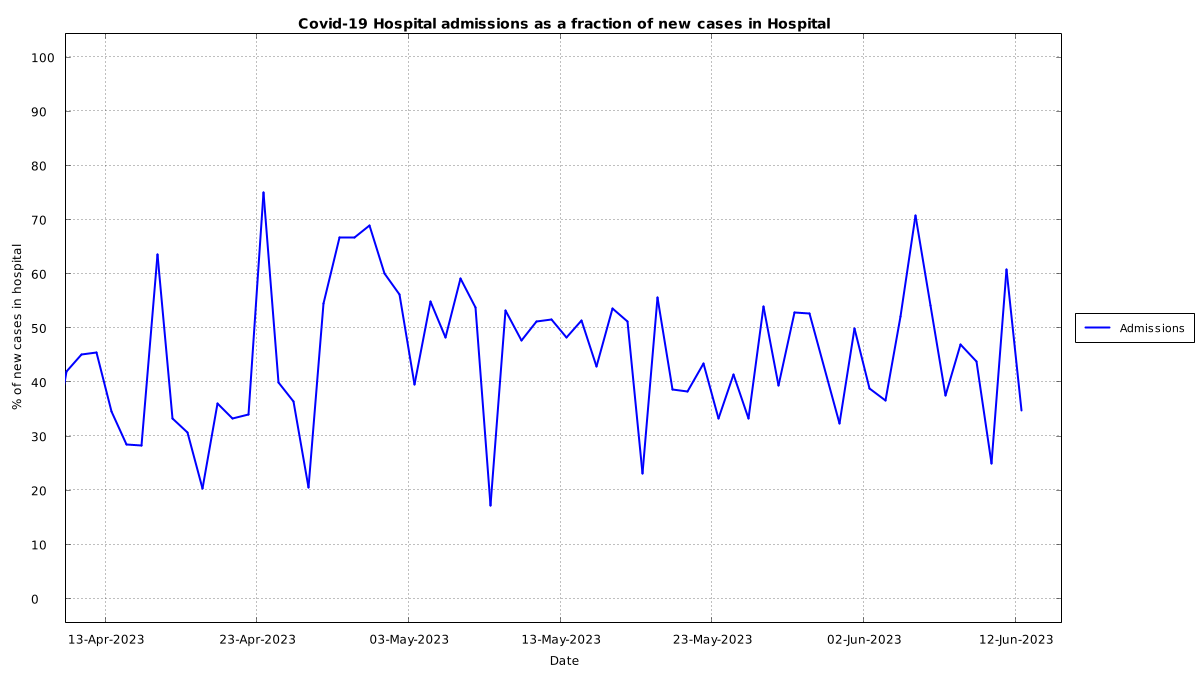 Covid-19 Hospital admissions as a fraction of new cases in Hospital
100
90
80
70
60
50
40
30
20
10
0
% of new cases in hospital
13-Apr-2023
23-Apr-2023
03-May-2023
13-May-2023
23-May-2023
02-Jun-2023
12-Jun-2023
Date
Admissions